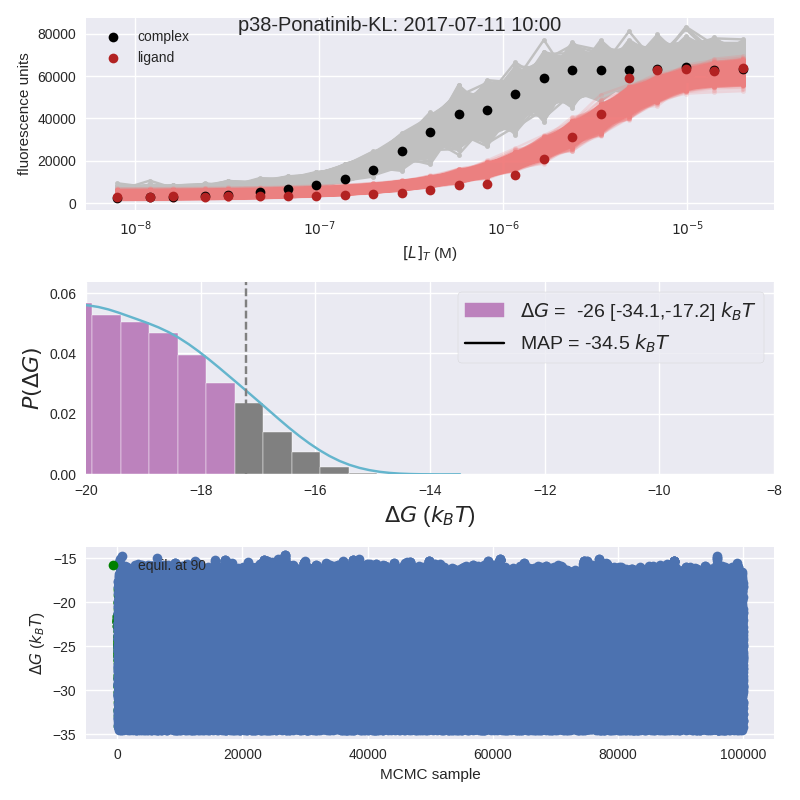 p38-Ponatinib-KL: 2017-07-11 10:00
complex
ligand
fluorescence units
80000
60000
40000
20000
0
10⁻⁸
10⁻⁷
10⁻⁶
10⁻⁵
[L]_T (M)
ΔG = -26 [-34.1,-17.2] k_BT
MAP = -34.5 k_BT
P(ΔG)
0.06
0.04
0.02
0.00
−20
−18
−16
−14
−12
−10
−8
ΔG (k_BT)
equil. at 90
ΔG (k_BT)
−15
−20
−25
−30
−35
0
20000
40000
60000
80000
100000
MCMC sample